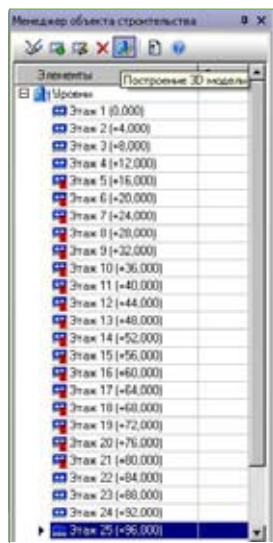 Менеджер объекта строительства
Элементы
Построение 3D модели
Уровни
Этаж 1 (0,000)
Этаж 2 (+4,000)
Этаж 3 (+8,000)
Этаж 4 (+12,000)
Этаж 5 (+16,000)
Этаж 6 (+20,000)
Этаж 7 (+24,000)
Этаж 8 (+28,000)
Этаж 9 (+32,000)
Этаж 10 (+36,000)
Этаж 11 (+40,000)
Этаж 12 (+44,000)
Этаж 13 (+48,000)
Этаж 14 (+52,000)
Этаж 15 (+56,000)
Этаж 16 (+60,000)
Этаж 17 (+64,000)
Этаж 18 (+68,000)
Этаж 19 (+72,000)
Этаж 20 (+76,000)
Этаж 21 (+80,000)
Этаж 22 (+84,000)
Этаж 23 (+88,000)
Этаж 24 (+92,000)
Этаж 25 (+96,000)